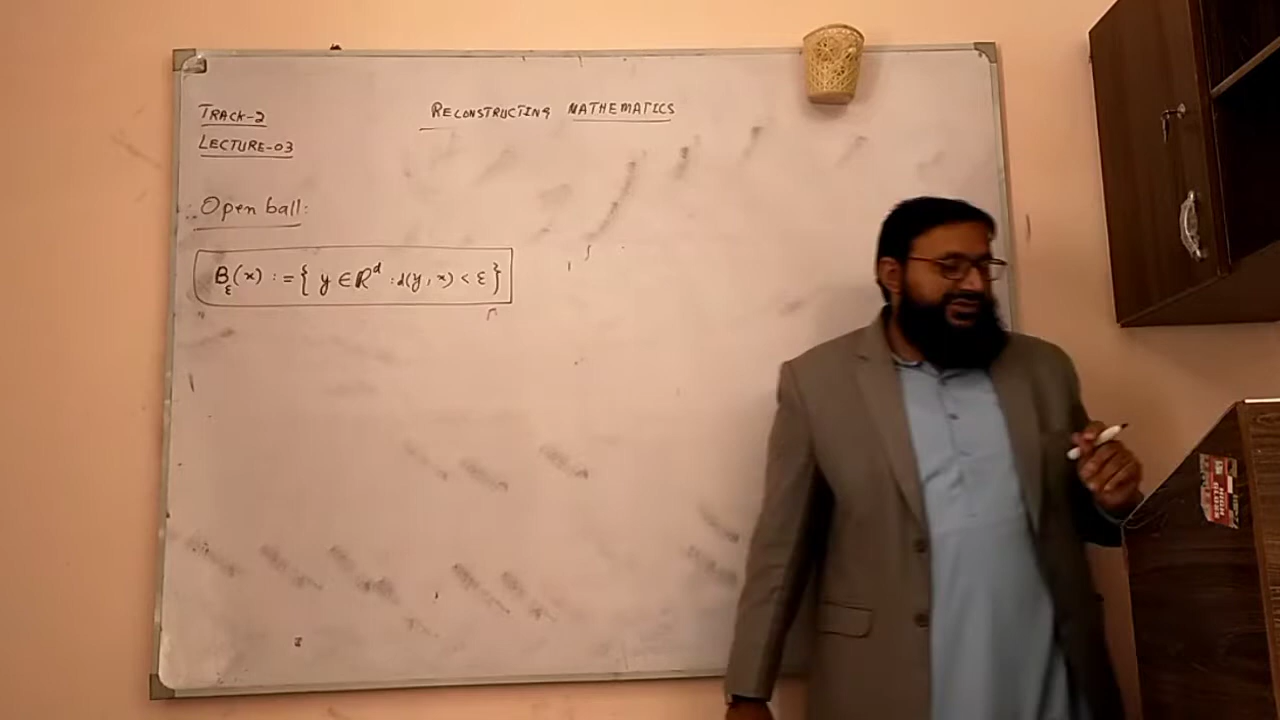 TRACK-2
RECONSTRUCTING MATHEMATICS
LECTURE-03
Open ball:
B_ε(x) := { y ∈ ℝ^d : d(y, x) < ε }